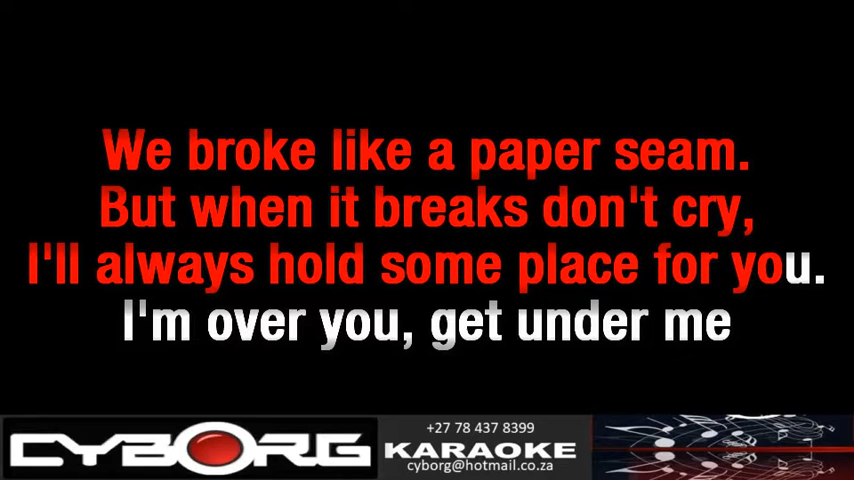 We broke like a paper seam.
But when it breaks don't cry,
I'll always hold some place for you.
I'm over you, get under me
CYBORG
+27 78 437 8399
KARAOKE
cyborg@hotmail.co.za